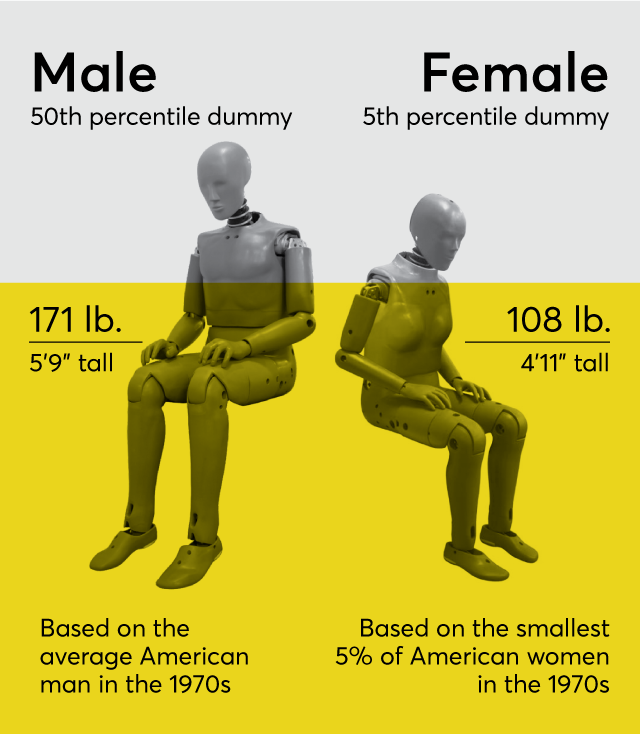 Male
50th percentile dummy
Female
5th percentile dummy
171 lb.
5’9” tall
108 lb.
4’11” tall
Based on the
average American
man in the 1970s
Based on the smallest
5% of American women
in the 1970s